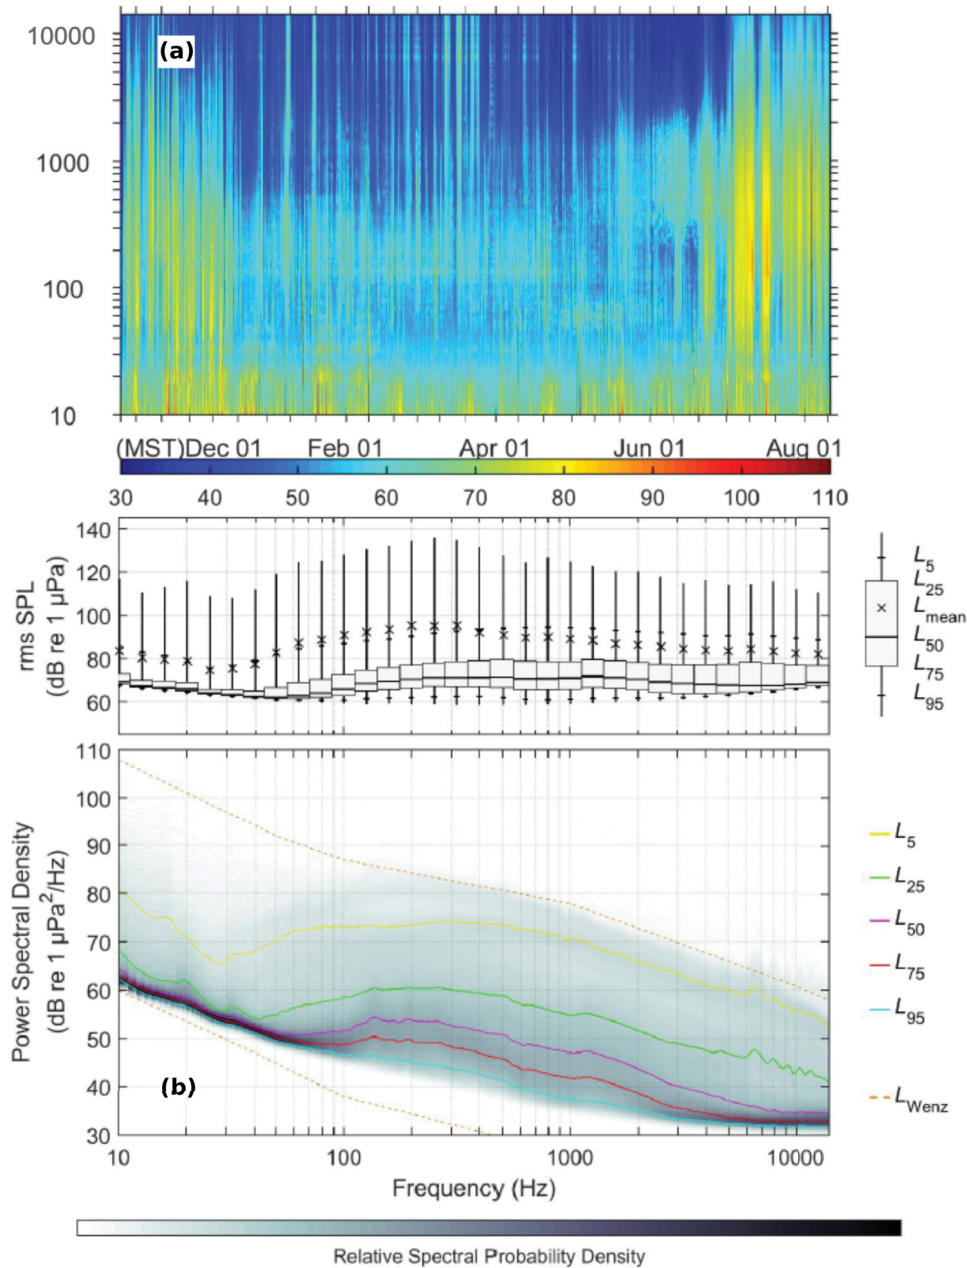 10000
(a)
1000
100
10
(MST)Dec 01 Feb 01 Apr 01 Jun 01 Aug 01
30 40 50 60 70 80 90 100 110
140
120
100
80
60
rms SPL
(dB re 1 µPa)
L5
L25
Lmean
L50
L75
L95
110
100
90
80
70
60
50
40
30
Power Spectral Density
(dB re 1 µPa²/Hz)
(b)
L5
L25
L50
L75
L95
LWenz
10 100 1000 10000
Frequency (Hz)
Relative Spectral Probability Density